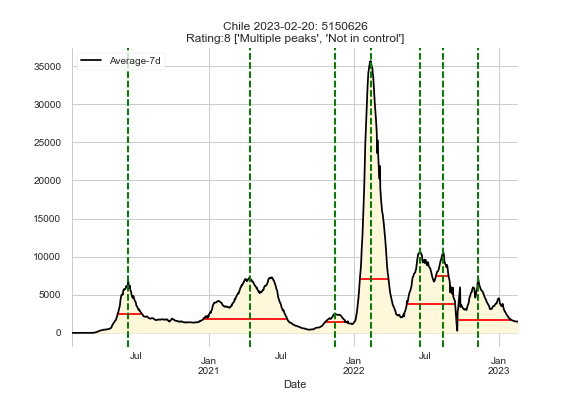 Chile 2023-02-20: 5150626
Rating:8 ['Multiple peaks', 'Not in control']
Average-7d
35000
30000
25000
20000
15000
10000
5000
0
Jul
Jan
2021
Jul
Jan
2022
Jul
Jan
2023
Date